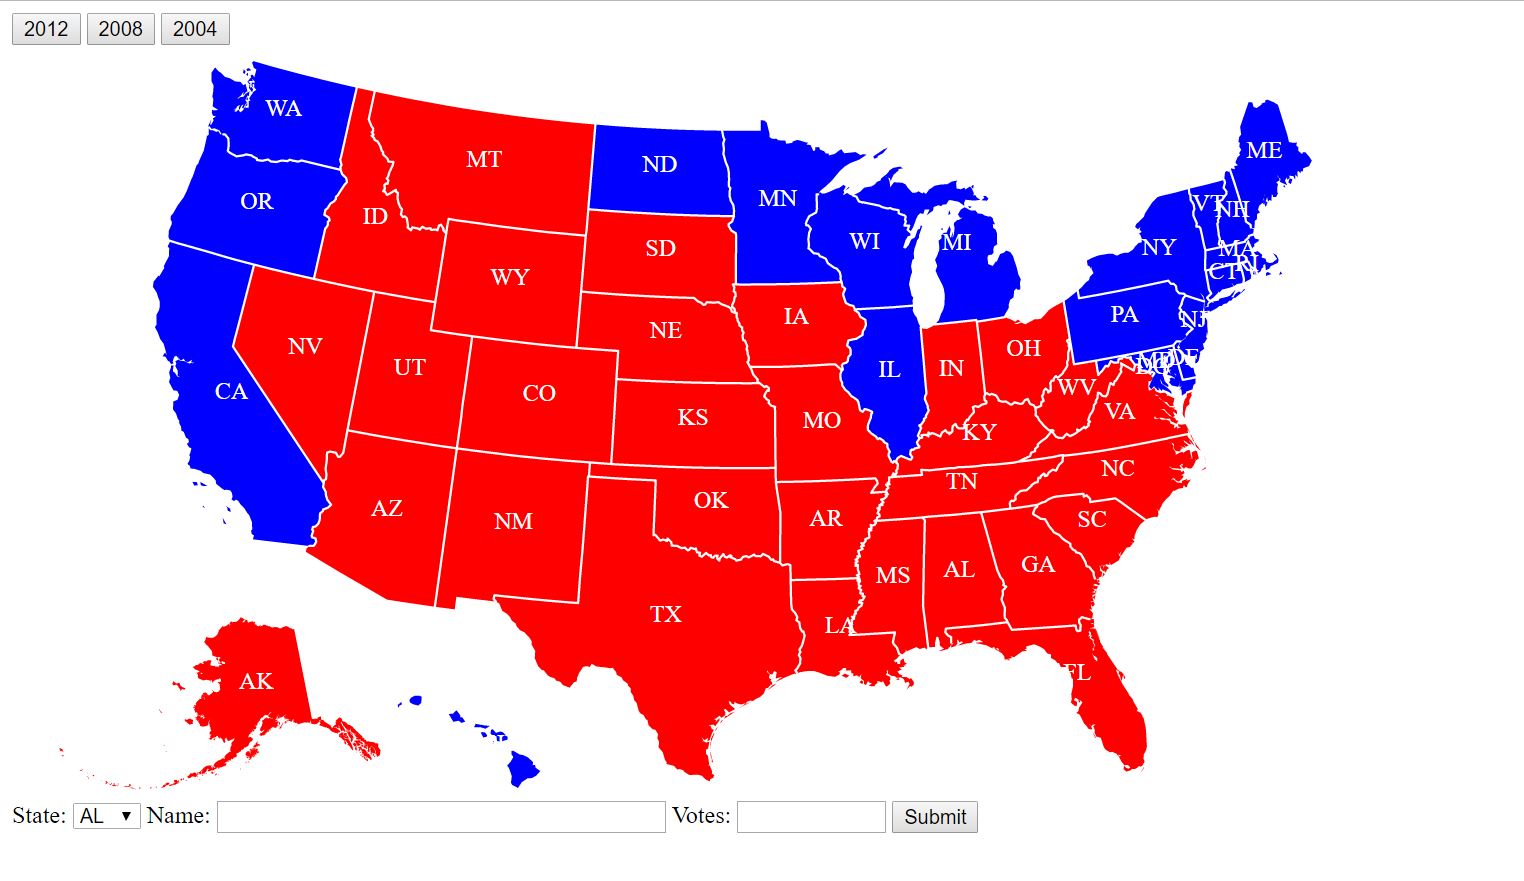 2012 2008 2004
WA
MT
ND
ME
OR
ID
MN
VT NH
SD
WI
MI
NY
MA
WY
CT RI
NE
IA
PA
NJ
NV
OH
UT
CO
IL
IN
MD DC DE
CA
KS
MO
WV
VA
KY
NC
TN
AZ
NM
OK
AR
SC
MS
AL
GA
TX
LA
AK
FL
State: AL Name: Votes: Submit